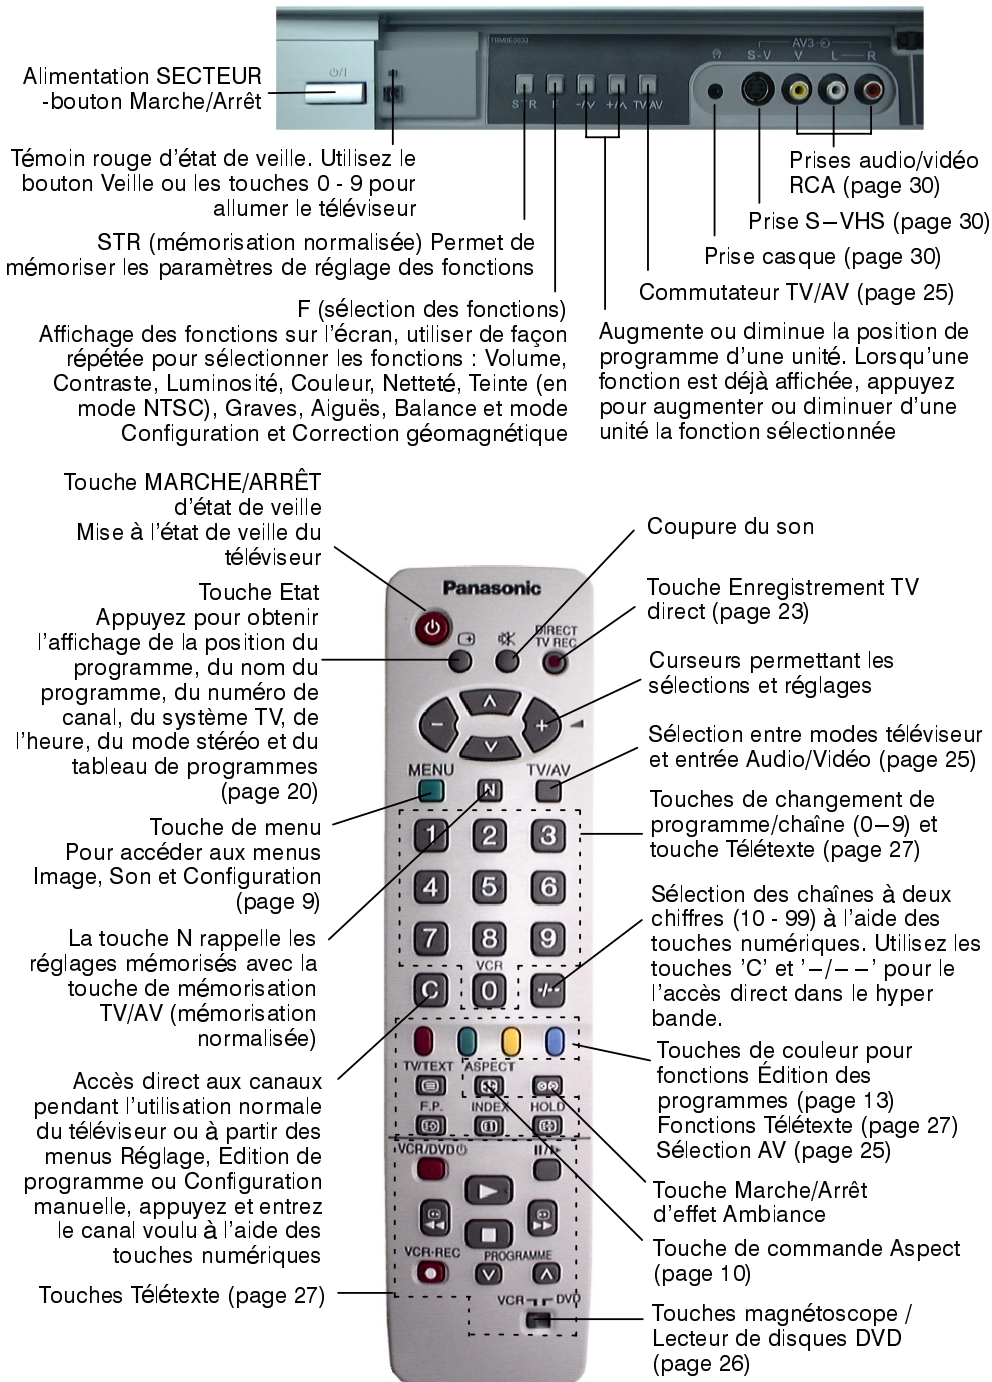 TBM8E0033
STR
F
-/∨
+/∧
TV/AV
AV3
S-V
V
L
R
Alimentation SECTEUR
-bouton Marche/Arrêt
Témoin rouge d'état de veille. Utilisez le
bouton Veille ou les touches 0 - 9 pour
allumer le téléviseur
STR (mémorisation normalisée) Permet de
mémoriser les paramètres de réglage des fonctions
F (sélection des fonctions)
Affichage des fonctions sur l'écran, utiliser de façon
répétée pour sélectionner les fonctions : Volume,
Contraste, Luminosité, Couleur, Netteté, Teinte (en
mode NTSC), Graves, Aiguës, Balance et mode
Configuration et Correction géomagnétique
Prises audio/vidéo
RCA (page 30)
Prise S–VHS (page 30)
Prise casque (page 30)
Commutateur TV/AV (page 25)
Augmente ou diminue la position de
programme d'une unité. Lorsqu'une
fonction est déjà affichée, appuyez
pour augmenter ou diminuer d'une
unité la fonction sélectionnée
Touche MARCHE/ARRÊT
d'état de veille
Mise à l'état de veille du
téléviseur
Touche Etat
Appuyez pour obtenir
l'affichage de la position du
programme, du nom du
programme, du numéro de
canal, du système TV, de
l'heure, du mode stéréo et du
tableau de programmes
(page 20)
Touche de menu
Pour accéder aux menus
Image, Son et Configuration
(page 9)
La touche N rappelle les
réglages mémorisés avec la
touche de mémorisation
TV/AV (mémorisation
normalisée)
Accès direct aux canaux
pendant l'utilisation normale
du téléviseur ou à partir des
menus Réglage, Edition de
programme ou Configuration
manuelle, appuyez et entrez
le canal voulu à l'aide des
touches numériques
Touches Télétexte (page 27)
Panasonic
DIRECT
TV REC
MENU
N
TV/AV
1 2 3
4 5 6
7 8 9
VCR
C 0 -/--
TV/TEXT ASPECT
F.P. INDEX HOLD
VCR/DVD
VCR-REC PROGRAMME
VCR DVD
Coupure du son
Touche Enregistrement TV
direct (page 23)
Curseurs permettant les
sélections et réglages
Sélection entre modes téléviseur
et entrée Audio/Vidéo (page 25)
Touches de changement de
programme/chaîne (0–9) et
touche Télétexte (page 27)
Sélection des chaînes à deux
chiffres (10 - 99) à l'aide des
touches numériques. Utilisez les
touches 'C' et '–/– –' pour le
l'accès direct dans le hyper
bande.
Touches de couleur pour
fonctions Édition des
programmes (page 13)
Fonctions Télétexte (page 27)
Sélection AV (page 25)
Touche Marche/Arrêt
d'effet Ambiance
Touche de commande Aspect
(page 10)
Touches magnétoscope /
Lecteur de disques DVD
(page 26)